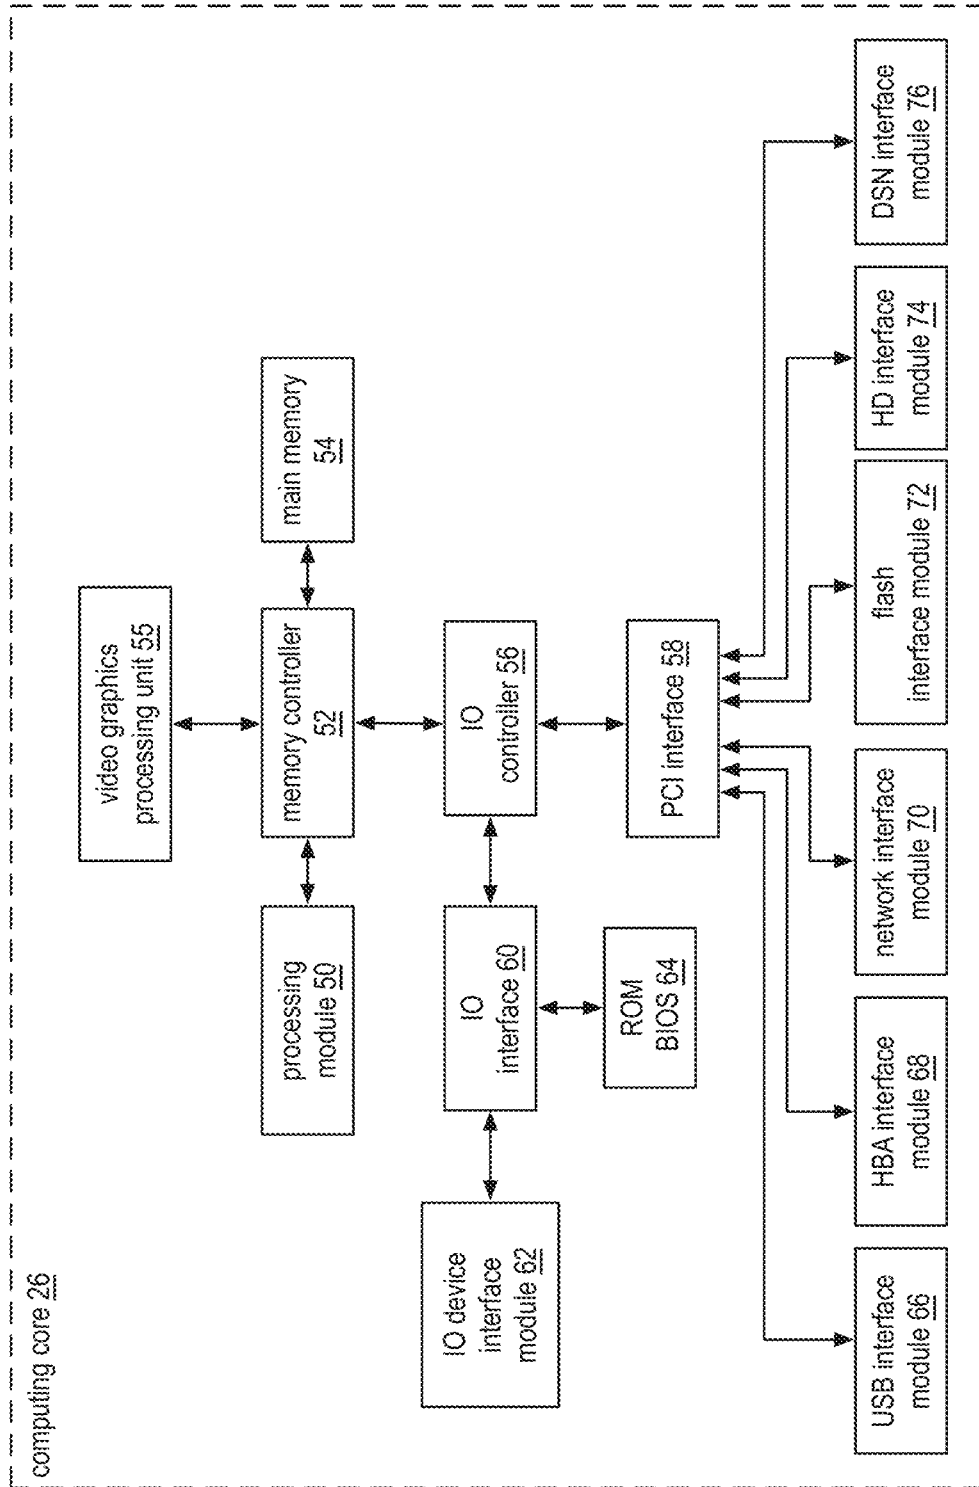 computing core 26
video graphics
processing unit 55
processing
module 50
memory controller
52
main memory
54
IO device
interface
module 62
IO
interface 60
IO
controller 56
ROM
BIOS 64
PCI interface 58
USB interface
module 66
HBA interface
module 68
network interface
module 70
flash
interface module 72
HD interface
module 74
DSN interface
module 76